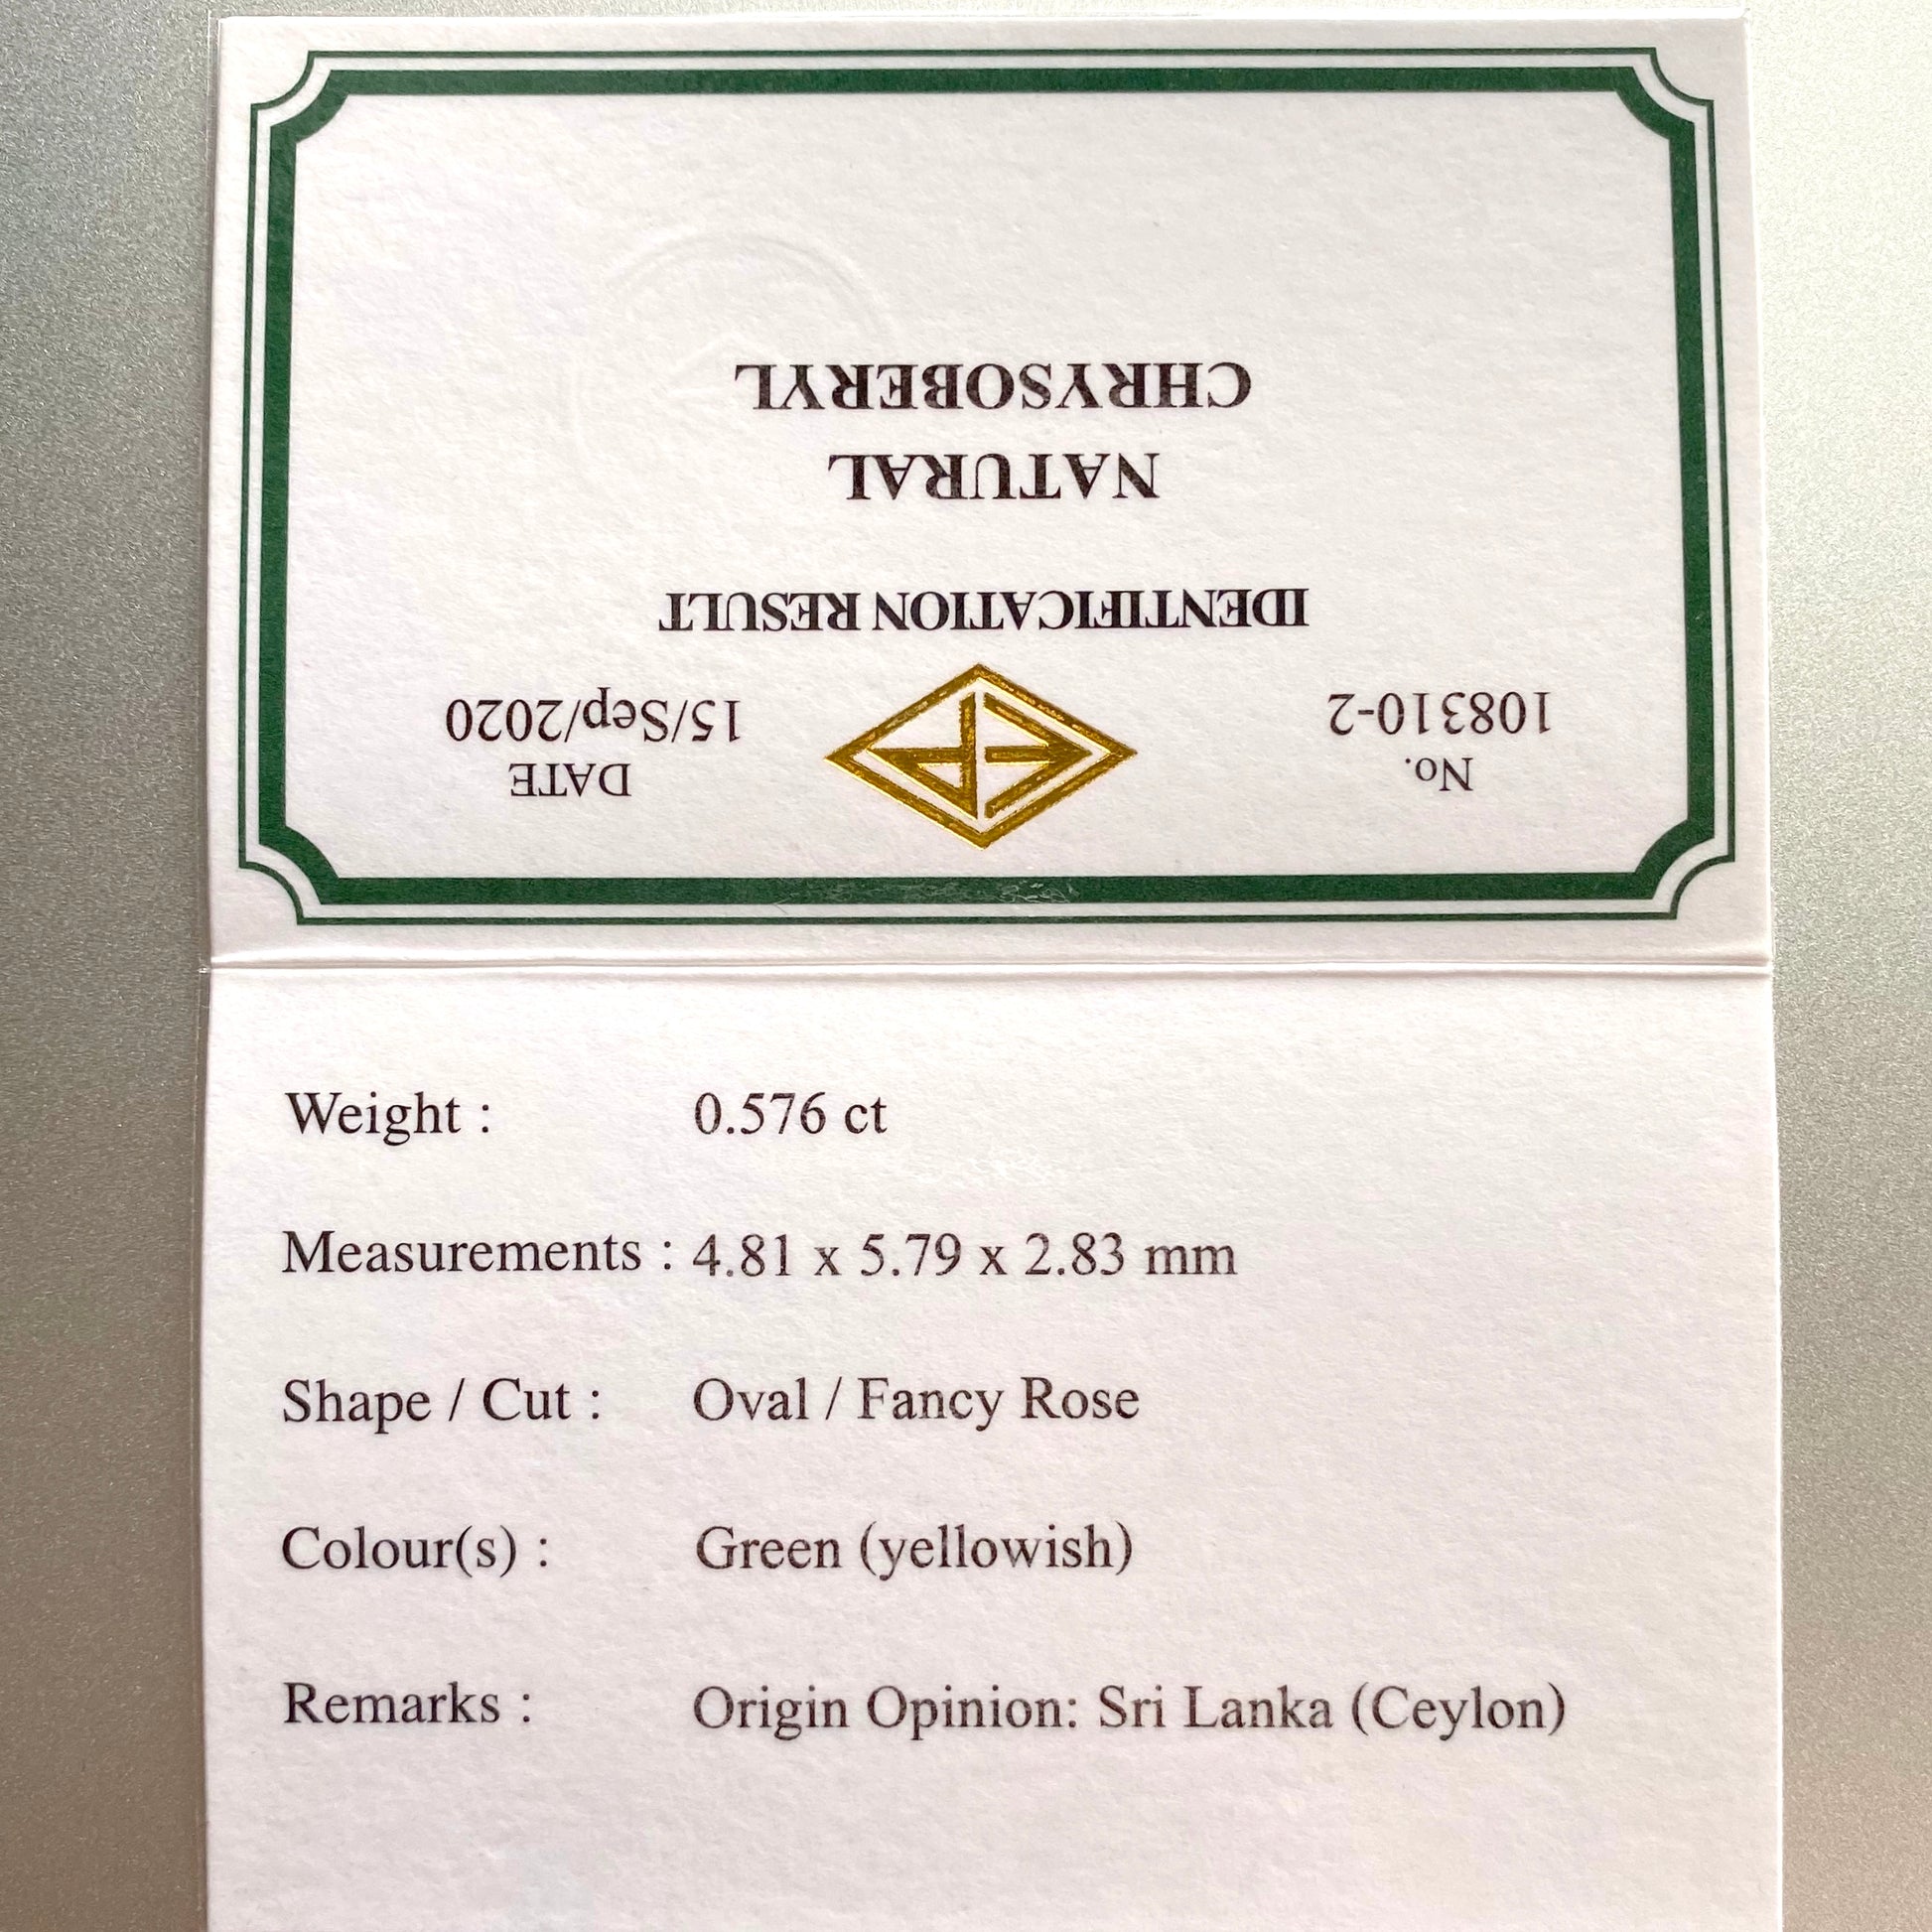 No.
108310-2
DATE
15/Sep/2020
IDENTIFICATION RESULT
NATURAL
CHRYSOBERYL
Weight : 0.576 ct
Measurements : 4.81 x 5.79 x 2.83 mm
Shape / Cut : Oval / Fancy Rose
Colour(s) : Green (yellowish)
Remarks : Origin Opinion: Sri Lanka (Ceylon)